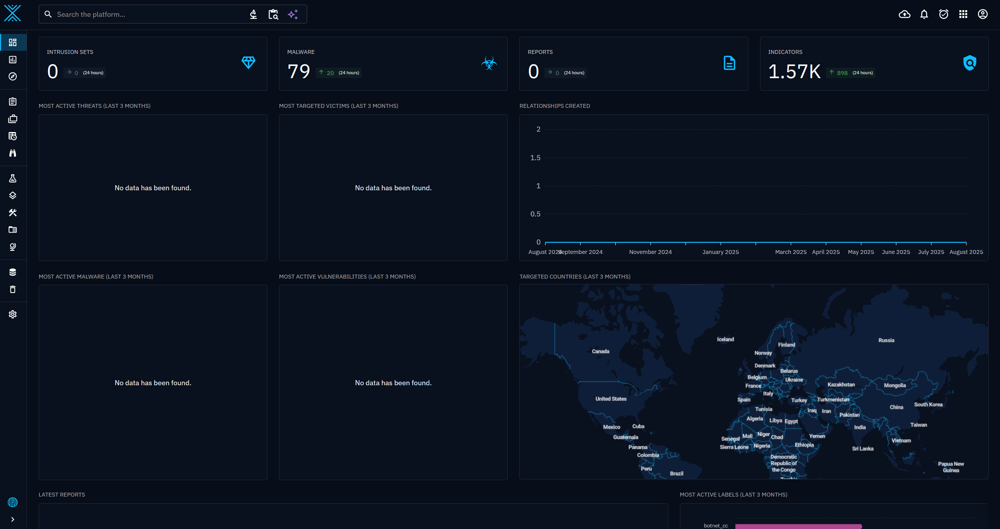 Search the platform...
INTRUSION SETS
0 0 (24 hours)
MALWARE
79 20 (24 hours)
REPORTS
0 0 (24 hours)
INDICATORS
1.57K 898 (24 hours)
MOST ACTIVE THREATS (LAST 3 MONTHS)
No data has been found.
MOST TARGETED VICTIMS (LAST 3 MONTHS)
No data has been found.
RELATIONSHIPS CREATED
2
1.5
1
0.5
0
August 2024 September 2024 November 2024 January 2025 March 2025 April 2025 May 2025 June 2025 July 2025 August 2025
MOST ACTIVE MALWARE (LAST 3 MONTHS)
No data has been found.
MOST ACTIVE VULNERABILITIES (LAST 3 MONTHS)
No data has been found.
TARGETED COUNTRIES (LAST 3 MONTHS)
Iceland
Russia
Finland
Canada
Norway
Denmark
Belarus
Belgium
Ukraine
France
Kazakhstan
Mongolia
Italy
United States
Spain
Turkey
Turkmenistan
South Korea
China
Tunisia
Iraq
Iran
Pakistan
Algeria
Libya
Egypt
Taiwan
Mexico
Cuba
India
Guatemala
Senegal
Mali
Niger
Chad
Yemen
Vietnam
Panama
Sierra Leone
Nigeria
Ethiopia
Sri Lanka
Colombia
Democratic
Republic of
the Congo
Peru
Papua New
Guinea
Brazil
Zambia
LATEST REPORTS
MOST ACTIVE LABELS (LAST 3 MONTHS)
botnet_cc